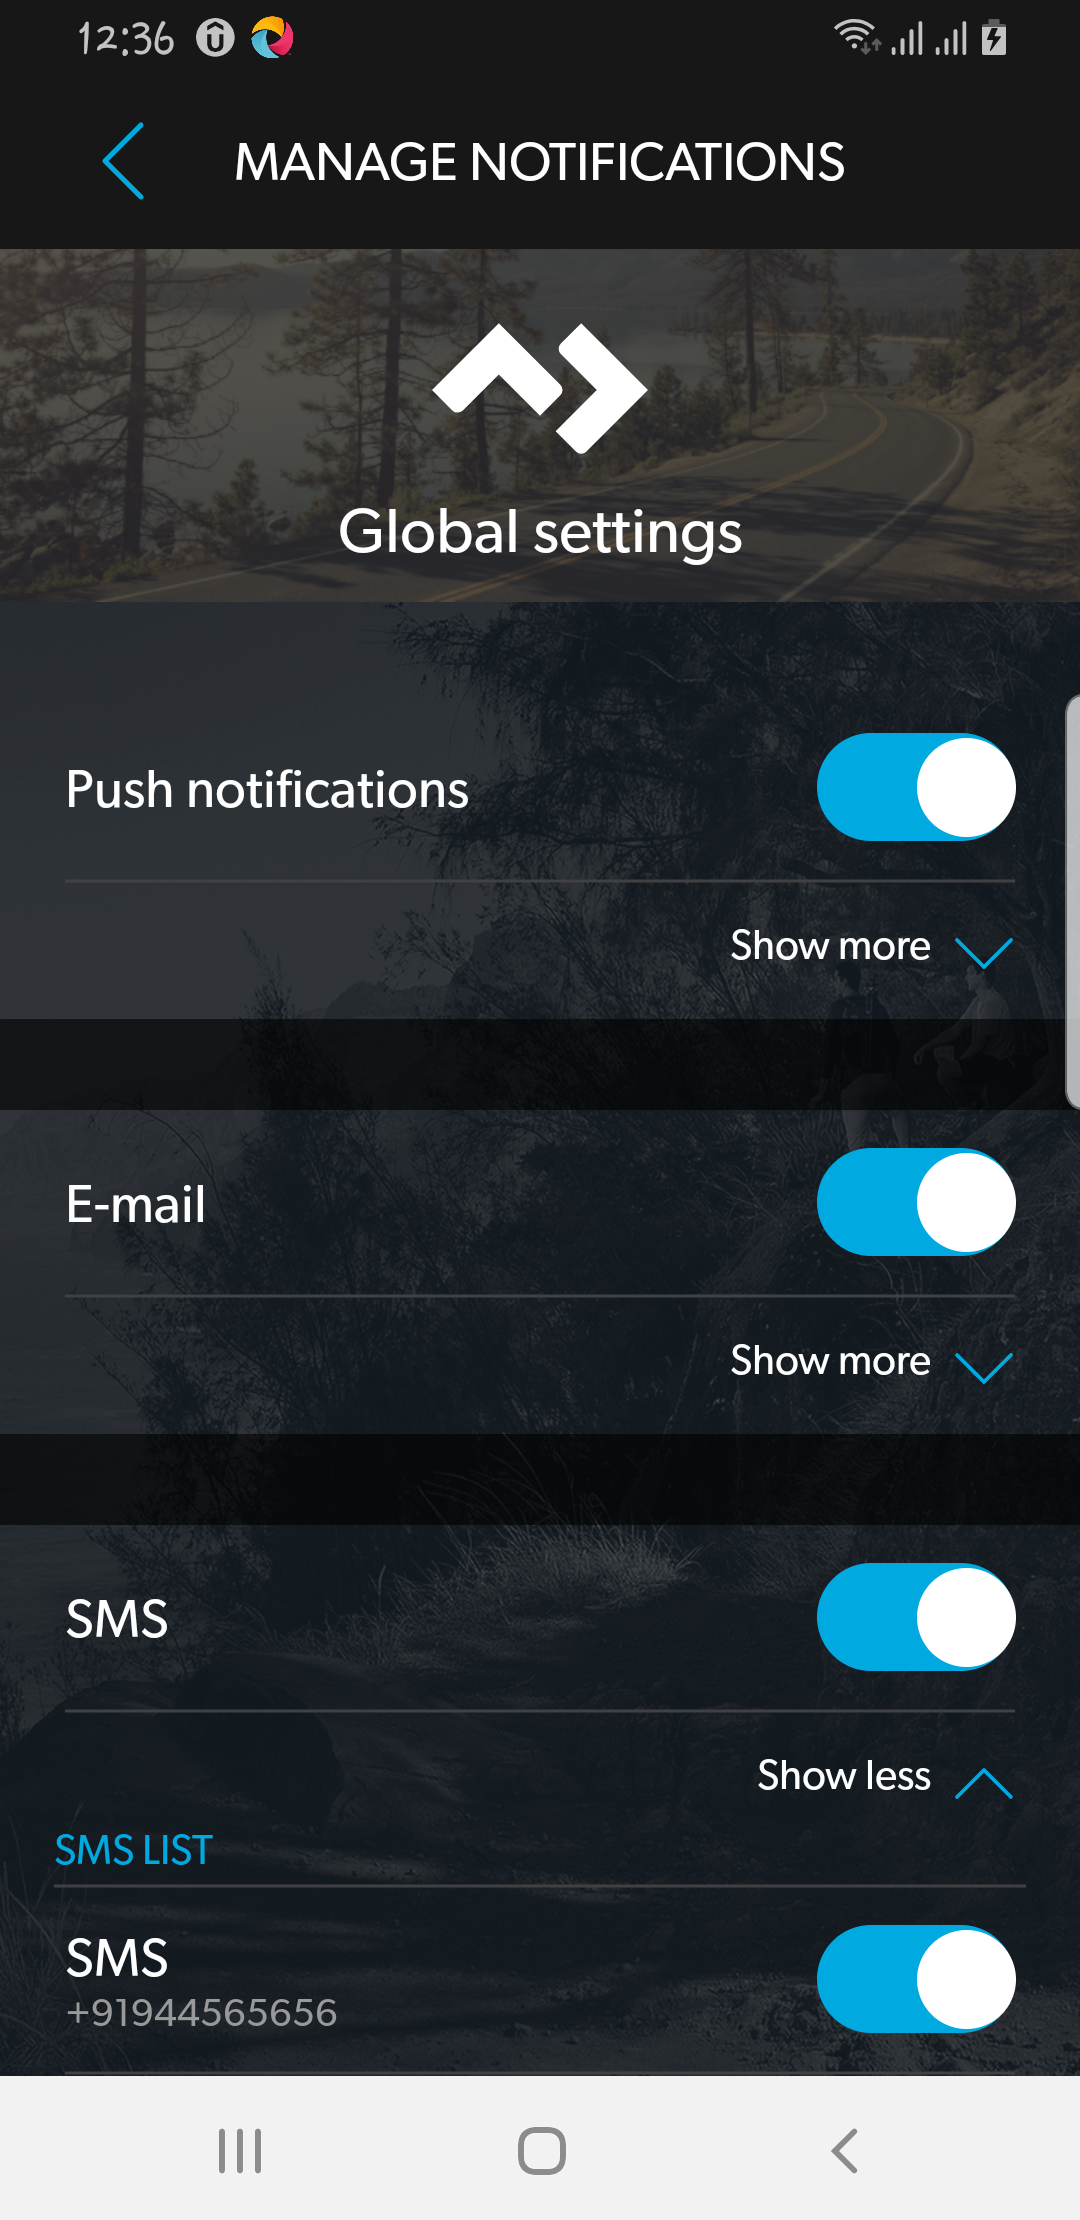 12:36
MANAGE NOTIFICATIONS
Global settings
Push notifications
Show more
E-mail
Show more
SMS
Show less
SMS LIST
SMS
+91944565656